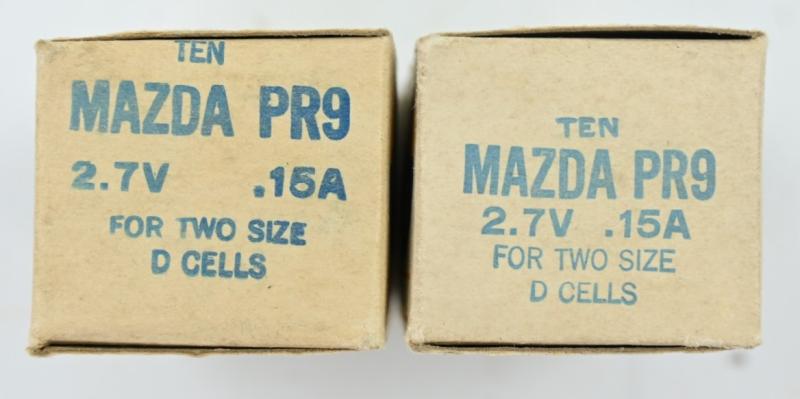 TEN
MAZDA PR9
2.7V .15A
FOR TWO SIZE
D CELLS
TEN
MAZDA PR9
2.7V .15A
FOR TWO SIZE
D CELLS